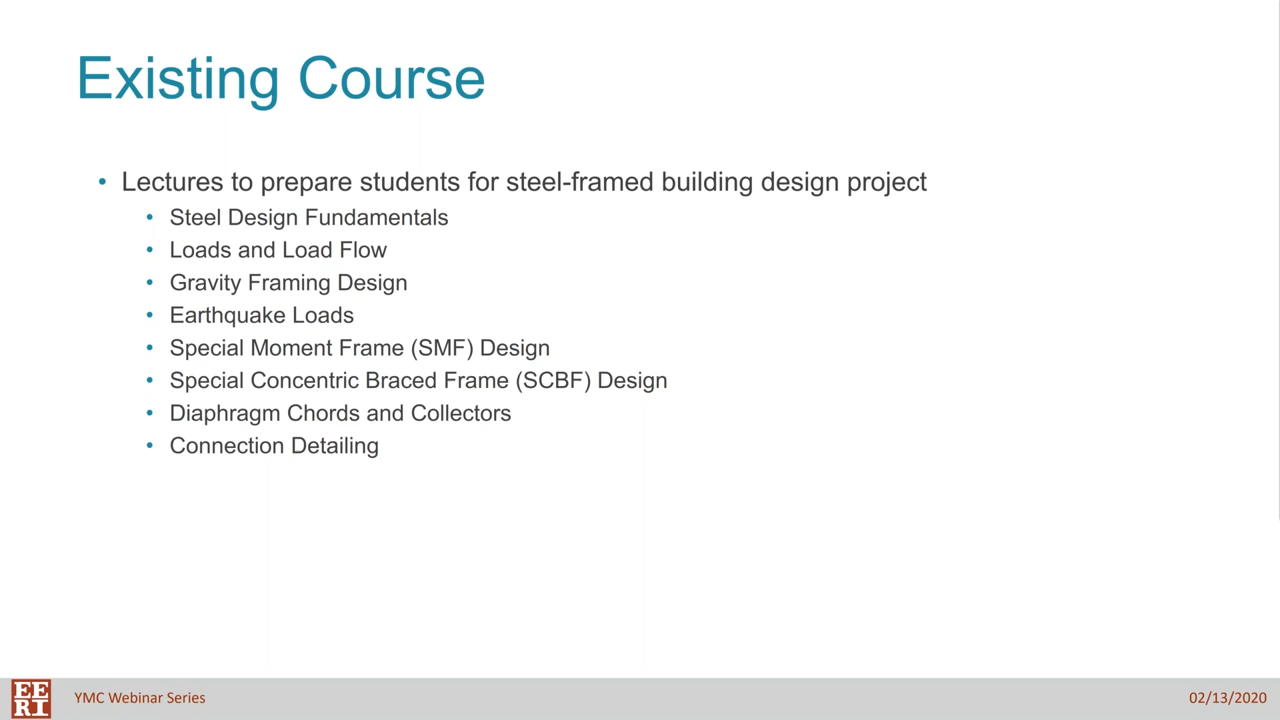 Existing Course
• Lectures to prepare students for steel-framed building design project
• Steel Design Fundamentals
• Loads and Load Flow
• Gravity Framing Design
• Earthquake Loads
• Special Moment Frame (SMF) Design
• Special Concentric Braced Frame (SCBF) Design
• Diaphragm Chords and Collectors
• Connection Detailing
EE
RI
YMC Webinar Series
02/13/2020